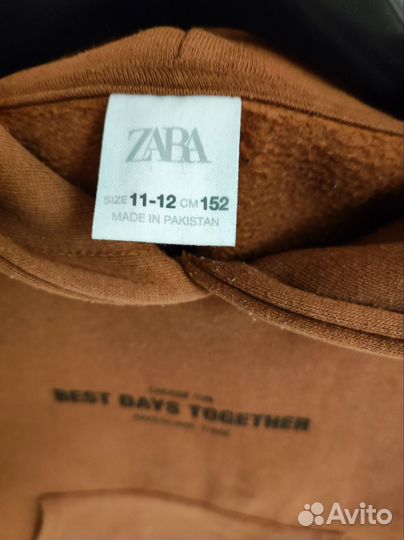 ZARA
SIZE 11-12 CM 152
MADE IN PAKISTAN
BEST DAYS TOGETHER
Avito